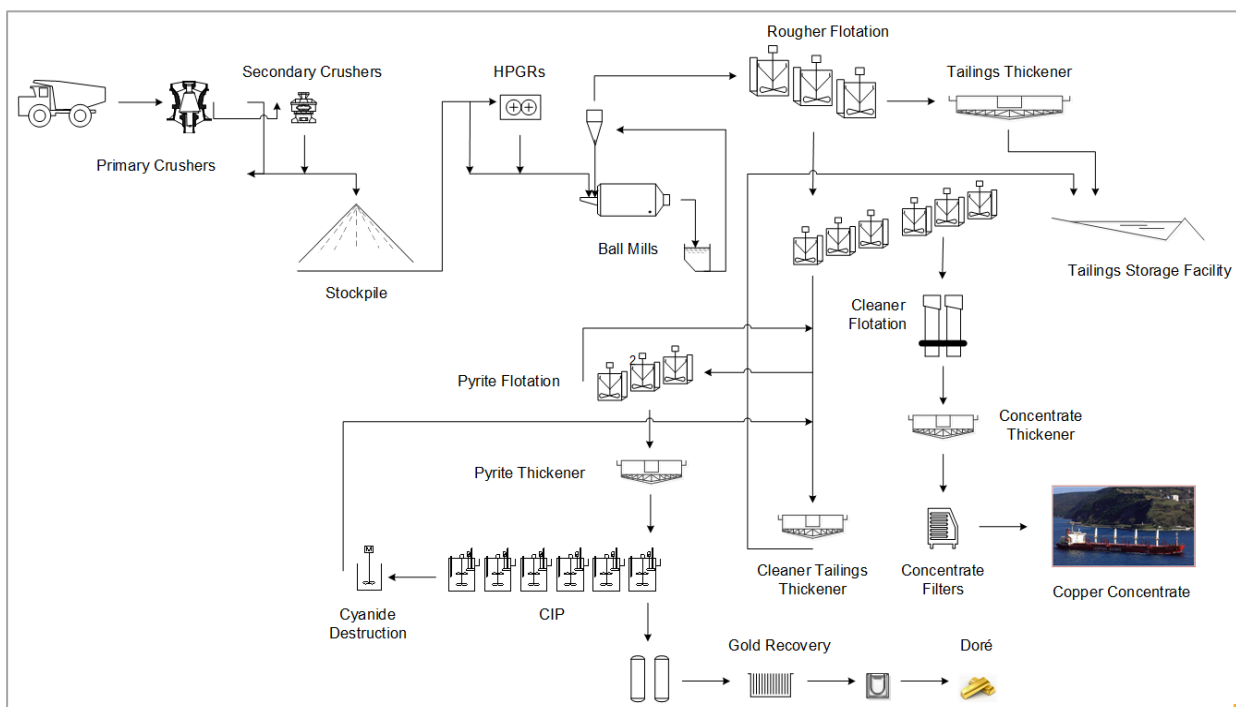 Rougher Flotation
Secondary Crushers
HPGRs
Tailings Thickener
Primary Crushers
Ball Mills
Tailings Storage Facility
Stockpile
Cleaner
Flotation
2
Pyrite Flotation
Concentrate
Thickener
Pyrite Thickener
M
Cleaner Tailings
Thickener
Concentrate
Filters
Copper Concentrate
Cyanide
Destruction
CIP
Gold Recovery
Doré